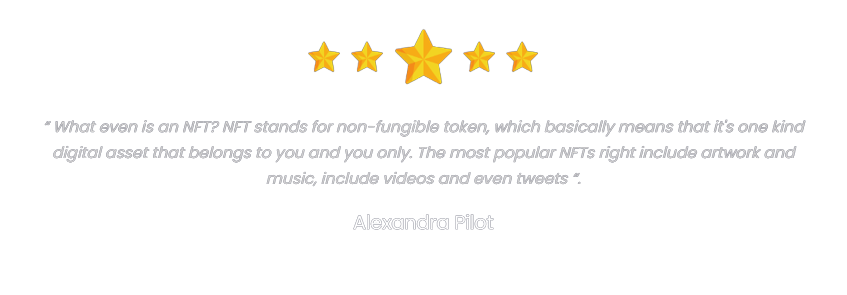 “ What even is an NFT? NFT stands for non-fungible token, which basically means that it's one kind
digital asset that belongs to you and you only. The most popular NFTs right include artwork and
music, include videos and even tweets “.
Alexandra Pilot